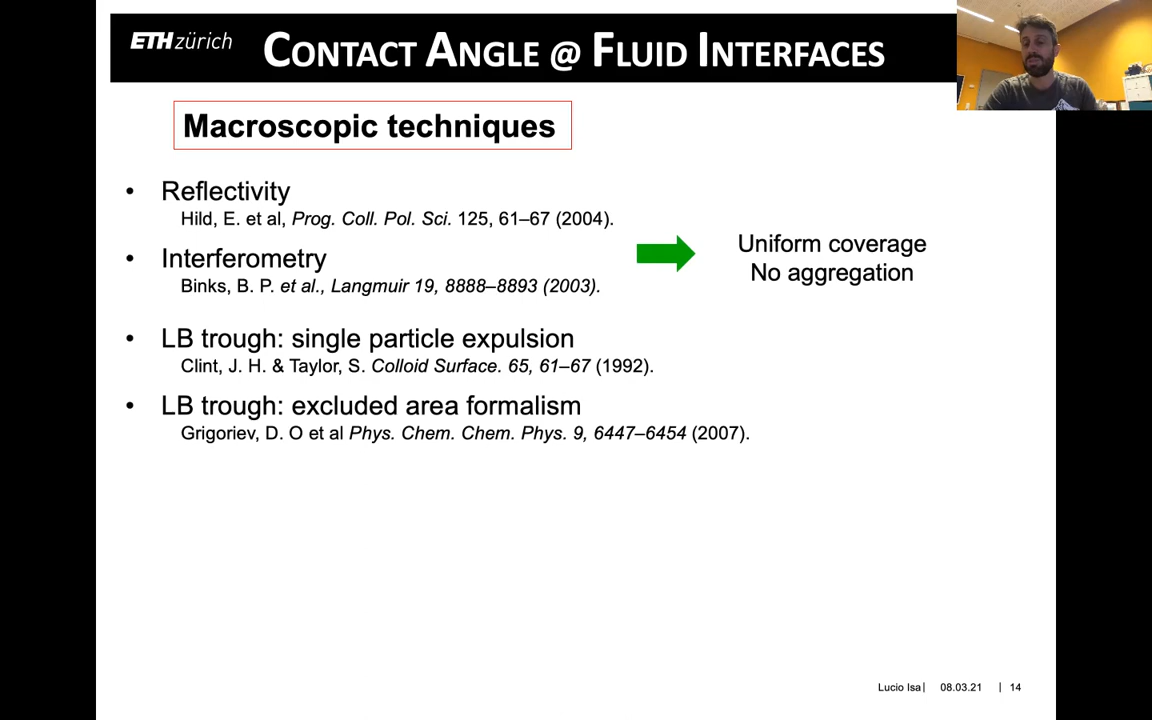 ETH zürich
CONTACT ANGLE @ FLUID INTERFACES
Macroscopic techniques
• Reflectivity
Hild, E. et al, Prog. Coll. Pol. Sci. 125, 61–67 (2004).
• Interferometry
Binks, B. P. et al., Langmuir 19, 8888–8893 (2003).
Uniform coverage
No aggregation
• LB trough: single particle expulsion
Clint, J. H. & Taylor, S. Colloid Surface. 65, 61–67 (1992).
• LB trough: excluded area formalism
Grigoriev, D. O et al Phys. Chem. Chem. Phys. 9, 6447–6454 (2007).
Lucio Isa | 08.03.21 | 14